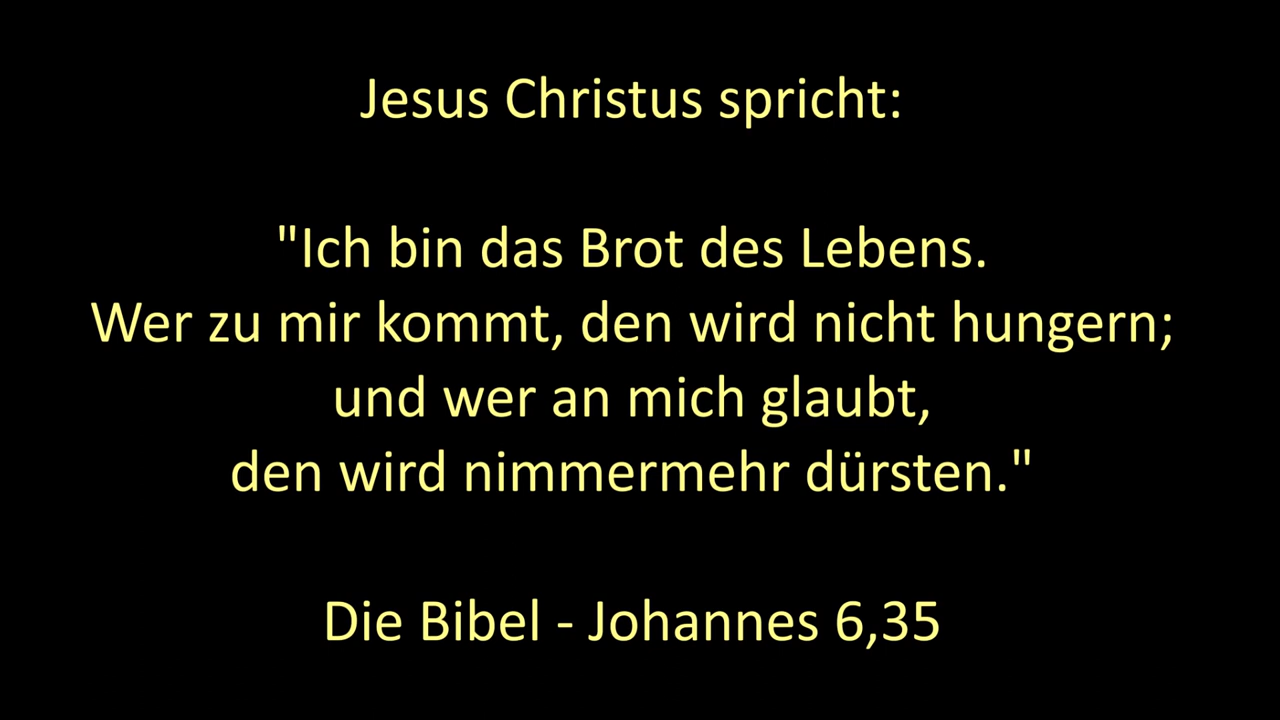 Jesus Christus spricht:
"Ich bin das Brot des Lebens.
Wer zu mir kommt, den wird nicht hungern;
und wer an mich glaubt,
den wird nimmermehr dürsten."
Die Bibel - Johannes 6,35